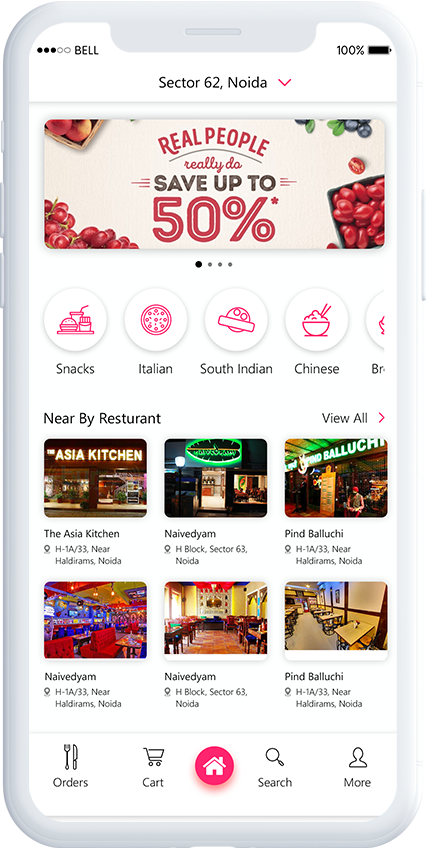 BELL
100%
Sector 62, Noida
REAL PEOPLE
really do
SAVE UP TO
50%*
Snacks
Italian
South Indian
Chinese
Br
Near By Resturant
View All
THE ASIA KITCHEN
PIND BALLUCHI
The Asia Kitchen
H-1A/33, Near
Haldirams, Noida
Naivedyam
H Block, Sector 63,
Noida
Pind Balluchi
H-1A/33, Near
Haldirams, Noida
Naivedyam
H-1A/33, Near
Haldirams, Noida
Naivedyam
H Block, Sector 63,
Noida
Pind Balluchi
H-1A/33, Near
Haldirams, Noida
Orders
Cart
Search
More